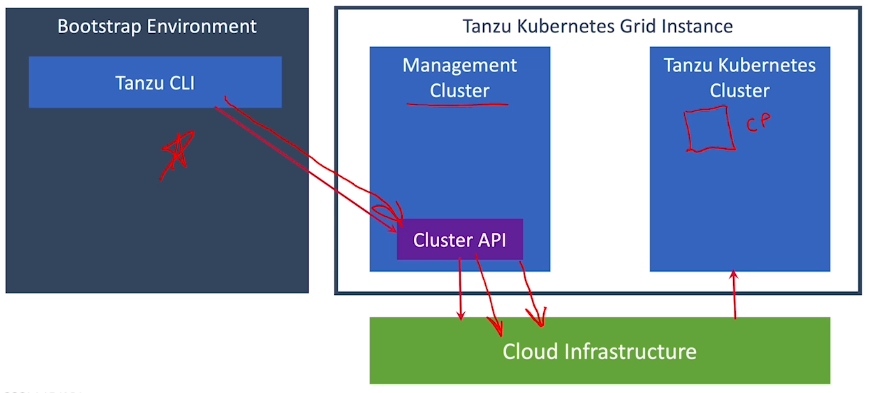 Bootstrap Environment
Tanzu CLI
Tanzu Kubernetes Grid Instance
Management
Cluster
Cluster API
Tanzu Kubernetes
Cluster
CP
Cloud Infrastructure